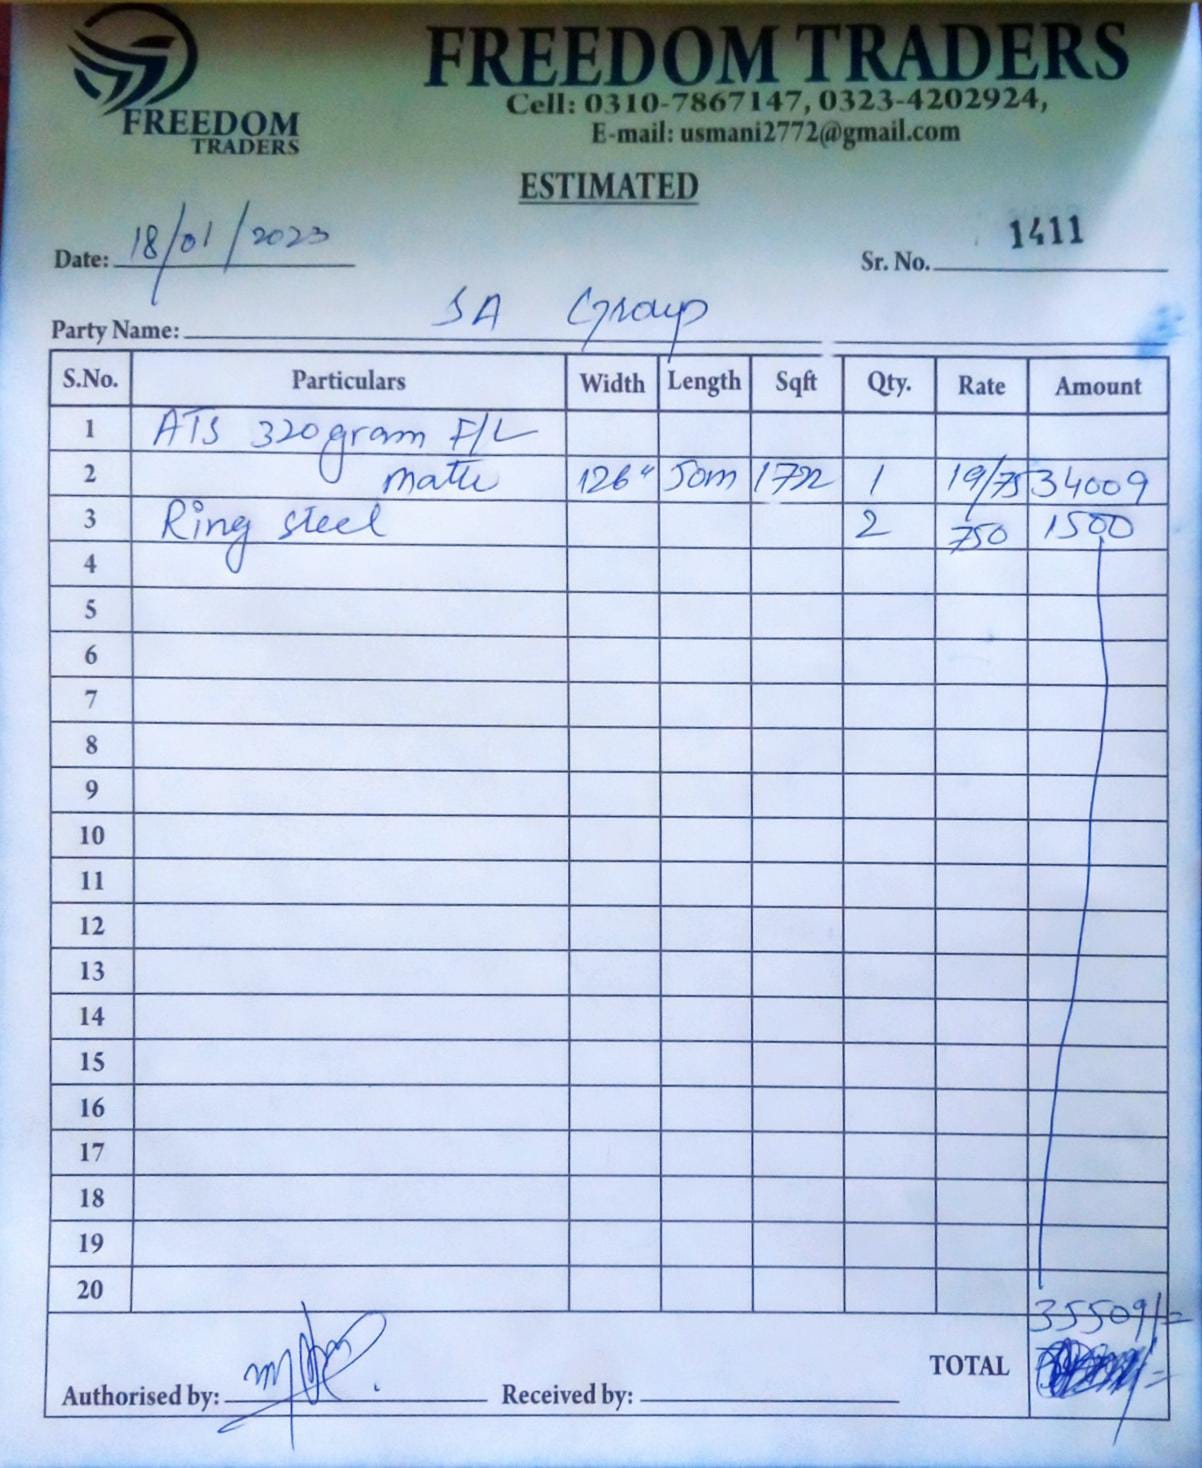 FREEDOM
TRADERS
FREEDOM TRADERS
Cell: 0310-7867147, 0323-4202924,
E-mail: usmani2772@gmail.com
ESTIMATED
Date: 18/01/2023
Sr. No. 1411
Party Name: SA Group
S.No. Particulars Width Length Sqft Qty. Rate Amount
1 ATS 320gram F/L
2 matte 126" 50m 1722 1 19/75 34009
3 Ring steel 2 750 1500
4
5
6
7
8
9
10
11
12
13
14
15
16
17
18
19
20
35509/=
TOTAL
Authorised by: Received by: